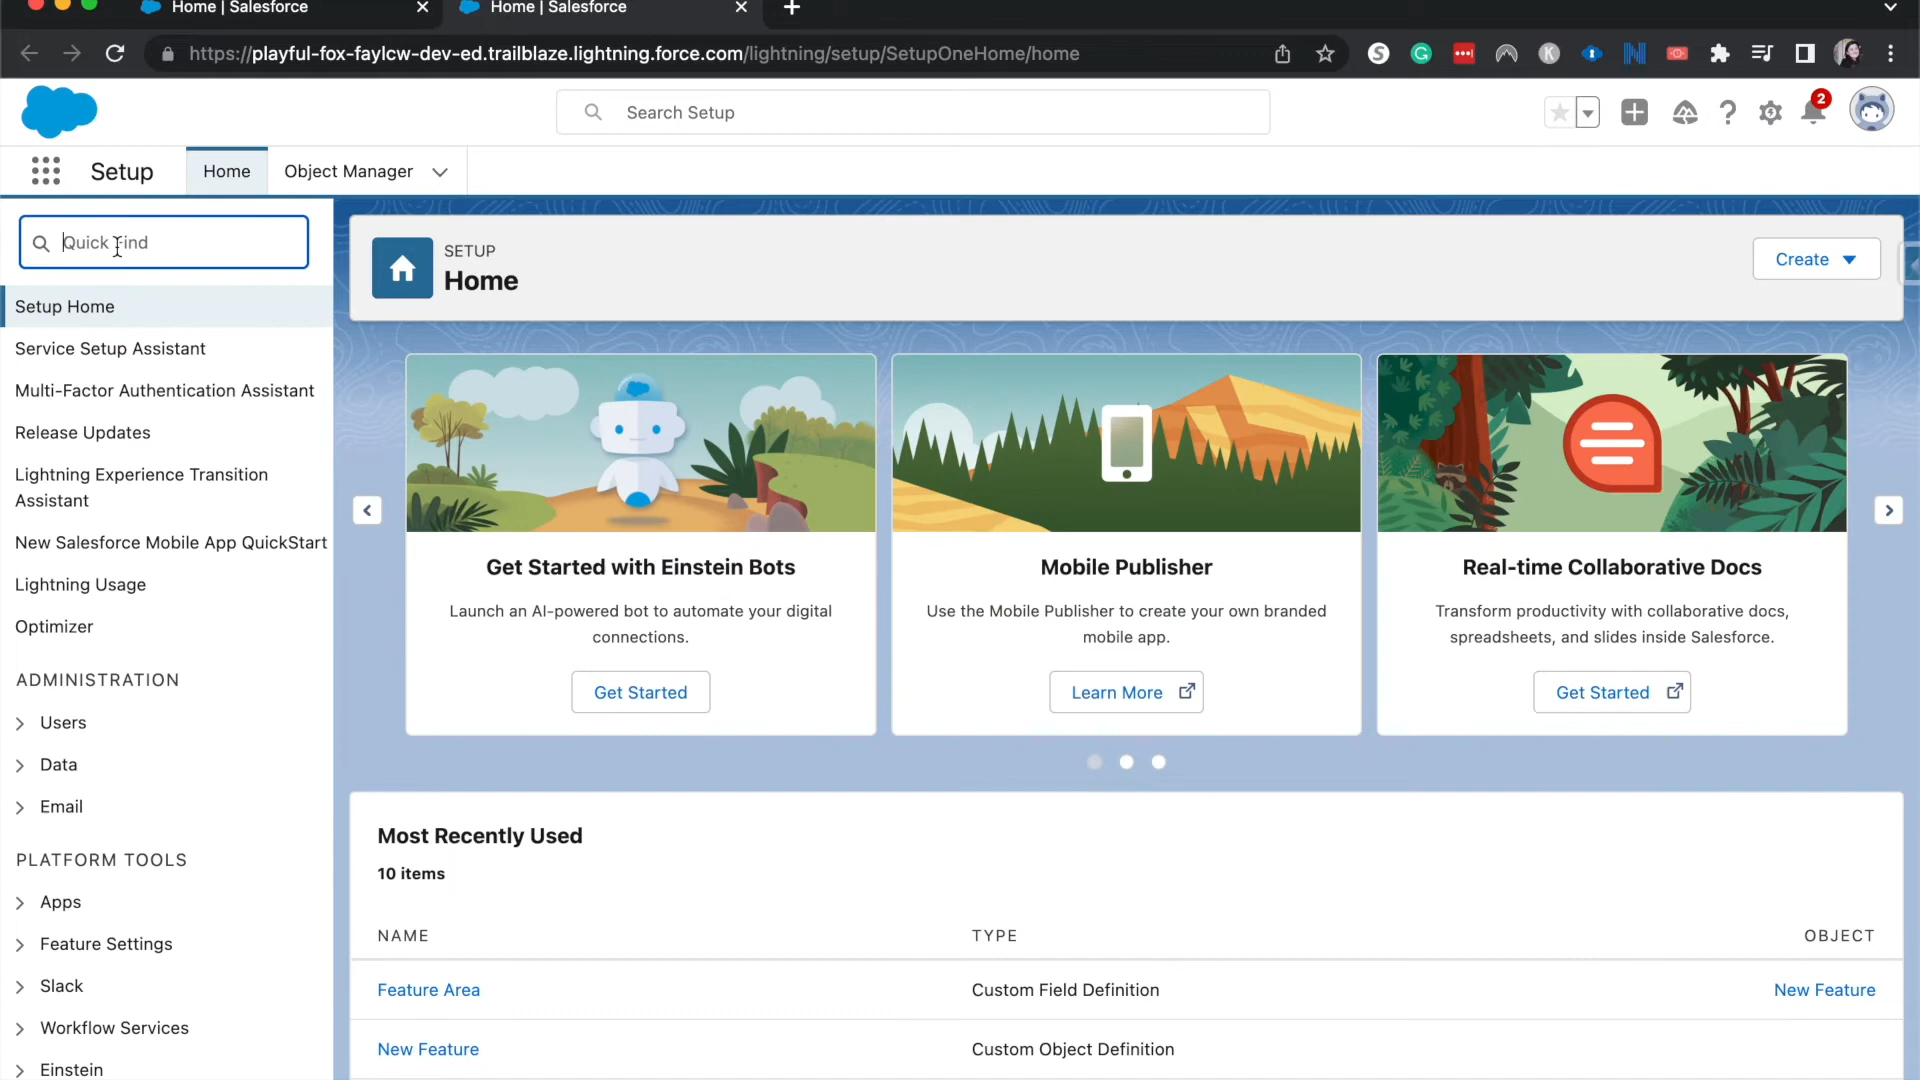 Home | Salesforce
Home | Salesforce
https://playful-fox-faylcw-dev-ed.trailblaze.lightning.force.com/lightning/setup/SetupOneHome/home
Search Setup
2
Setup
Home
Object Manager
Quick Find
SETUP
Home
Create
Setup Home
Service Setup Assistant
Multi-Factor Authentication Assistant
Release Updates
Lightning Experience Transition
Assistant
New Salesforce Mobile App QuickStart
Lightning Usage
Optimizer
ADMINISTRATION
Users
Data
Email
PLATFORM TOOLS
Apps
Feature Settings
Slack
Workflow Services
Einstein
Get Started with Einstein Bots
Launch an AI-powered bot to automate your digital
connections.
Get Started
Mobile Publisher
Use the Mobile Publisher to create your own branded
mobile app.
Learn More
Real-time Collaborative Docs
Transform productivity with collaborative docs,
spreadsheets, and slides inside Salesforce.
Get Started
Most Recently Used
10 items
NAME TYPE OBJECT
Feature Area Custom Field Definition New Feature
New Feature Custom Object Definition